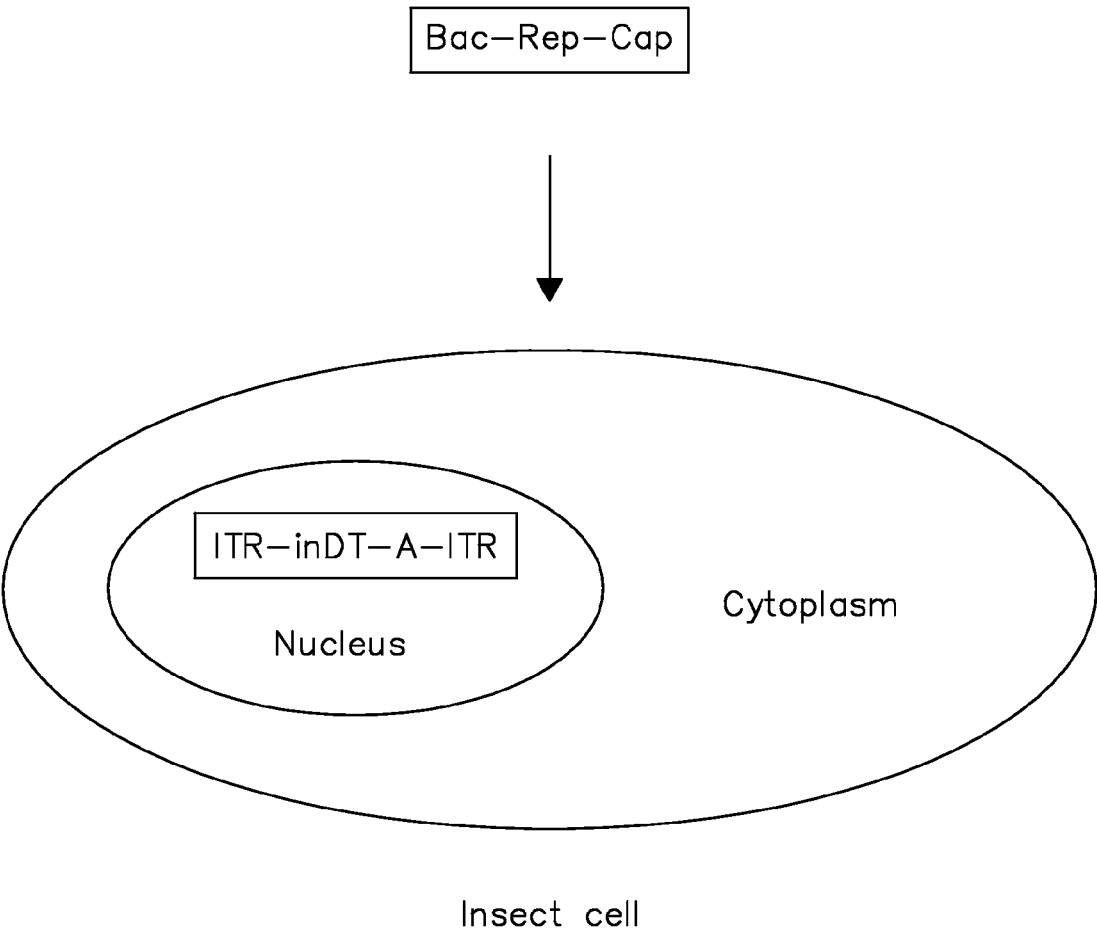 Bac-Rep-Cap
ITR-inDT-A-ITR
Cytoplasm
Nucleus
Insect cell